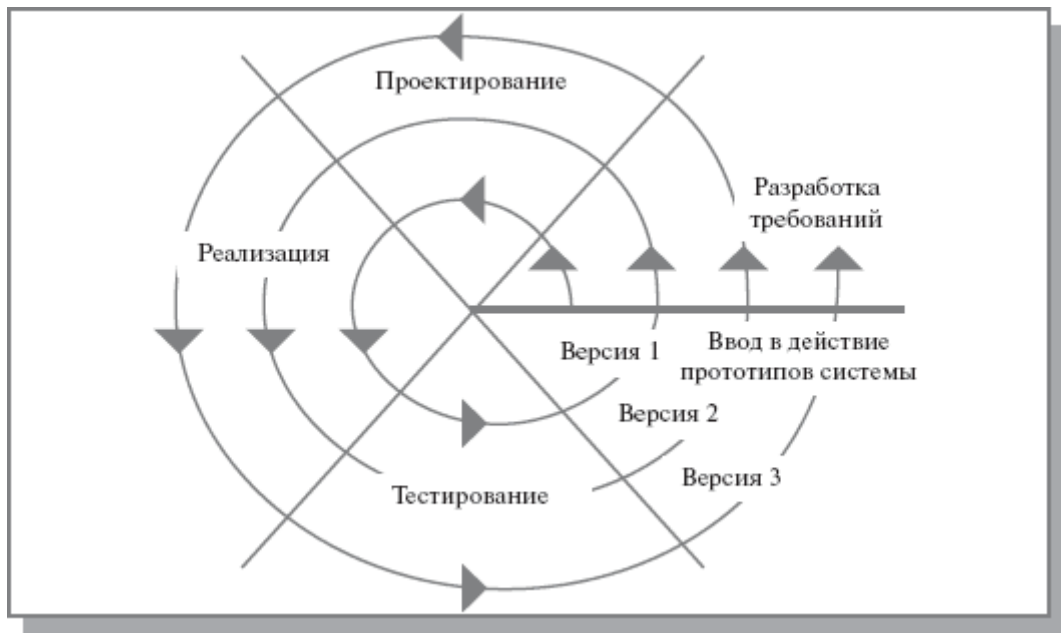 Проектирование
Разработка
требований
Реализация
Версия 1
Ввод в действие
прототипов системы
Версия 2
Версия 3
Тестирование